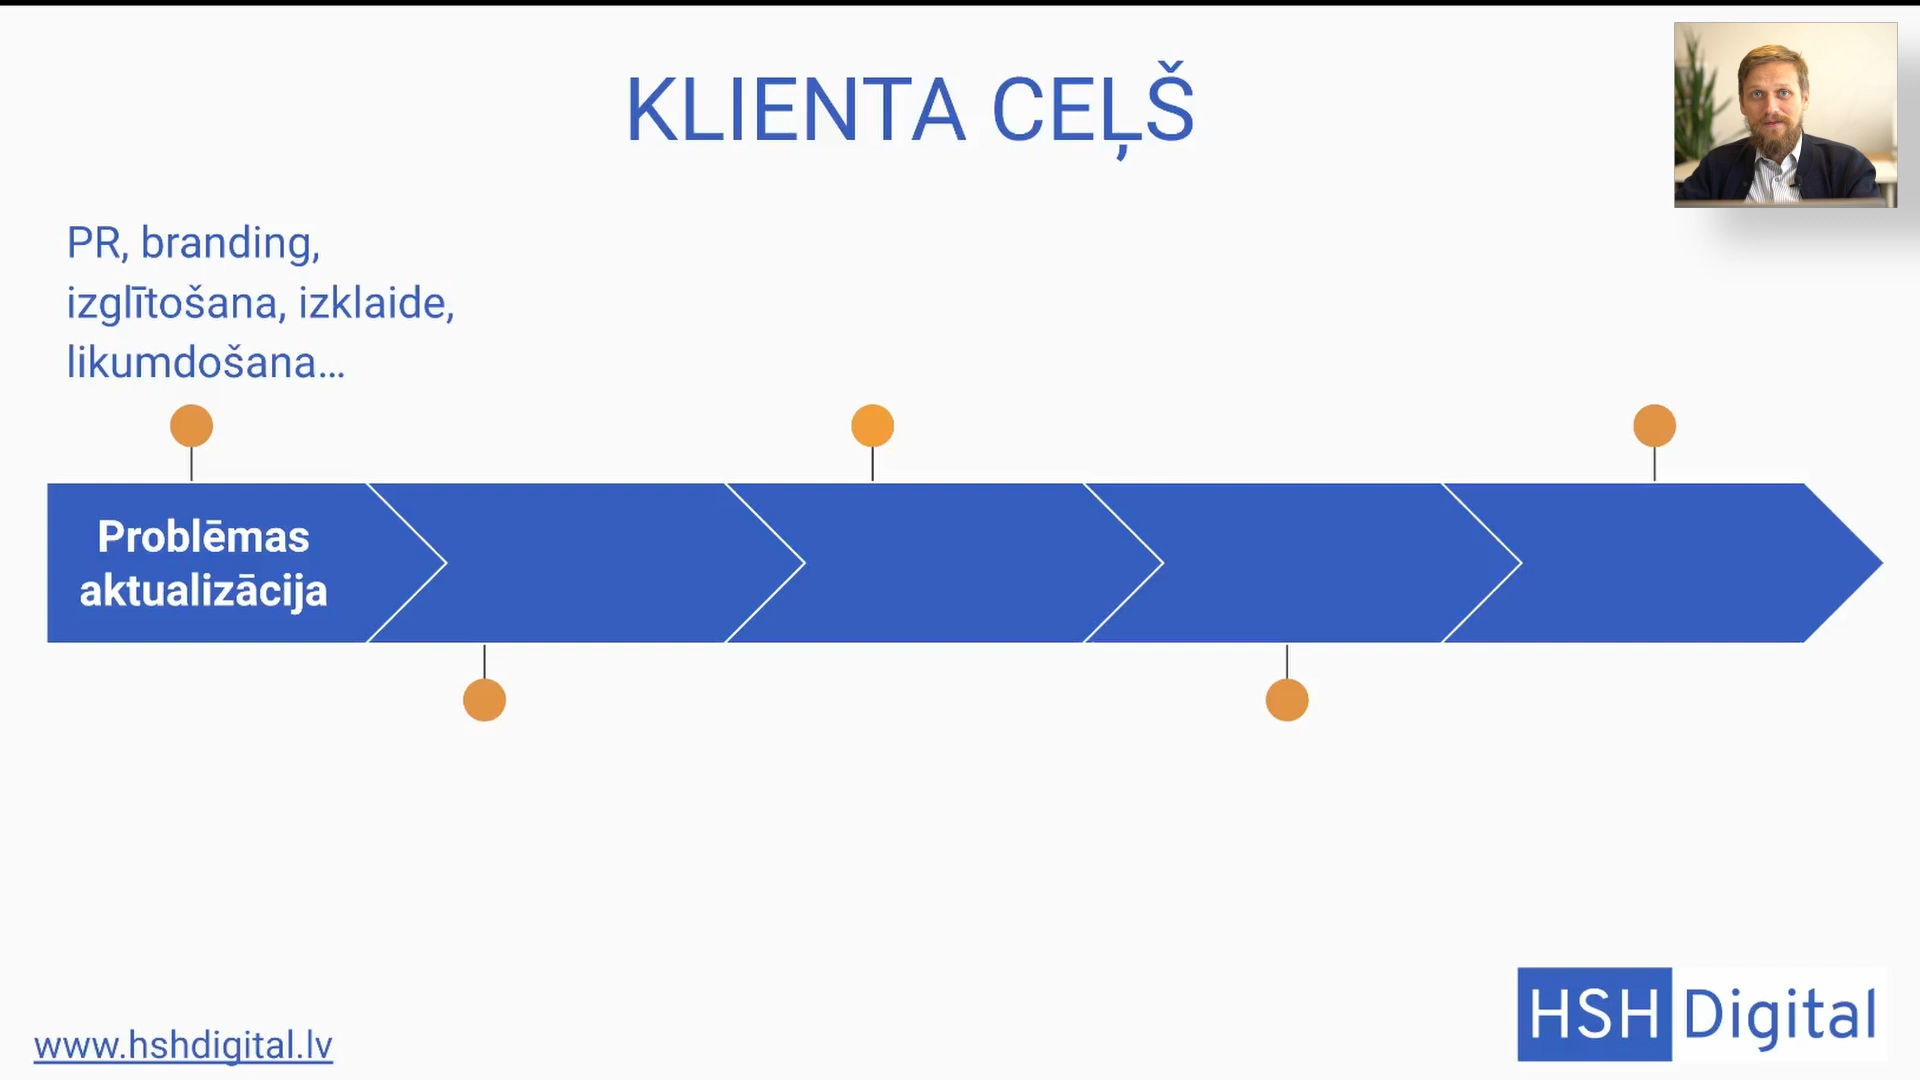 KLIENTA CEĻŠ
PR, branding,
izglītošana, izklaide,
likumdošana...
Problēmas
aktualizācija
www.hshdigital.lv
HSH Digital